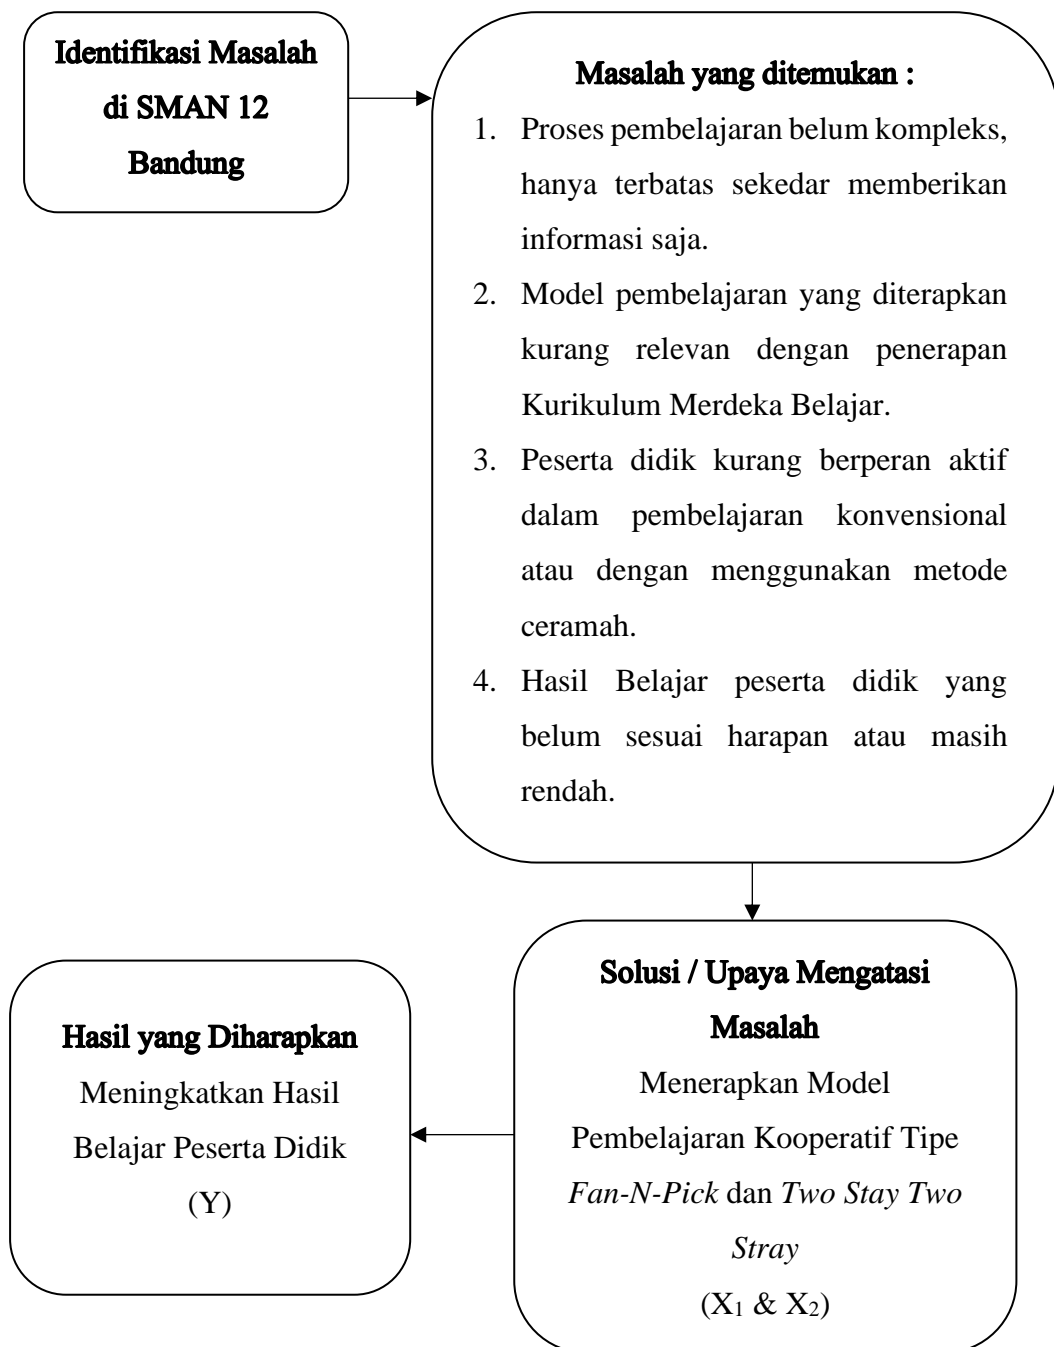 Identifikasi Masalah
di SMAN 12
Bandung
Masalah yang ditemukan :
1. Proses pembelajaran belum kompleks,
hanya terbatas sekedar memberikan
informasi saja.
2. Model pembelajaran yang diterapkan
kurang relevan dengan penerapan
Kurikulum Merdeka Belajar.
3. Peserta didik kurang berperan aktif
dalam pembelajaran konvensional
atau dengan menggunakan metode
ceramah.
4. Hasil Belajar peserta didik yang
belum sesuai harapan atau masih
rendah.
Solusi / Upaya Mengatasi
Masalah
Menerapkan Model
Pembelajaran Kooperatif Tipe
Fan-N-Pick dan Two Stay Two
Stray
(X₁ & X₂)
Hasil yang Diharapkan
Meningkatkan Hasil
Belajar Peserta Didik
(Y)